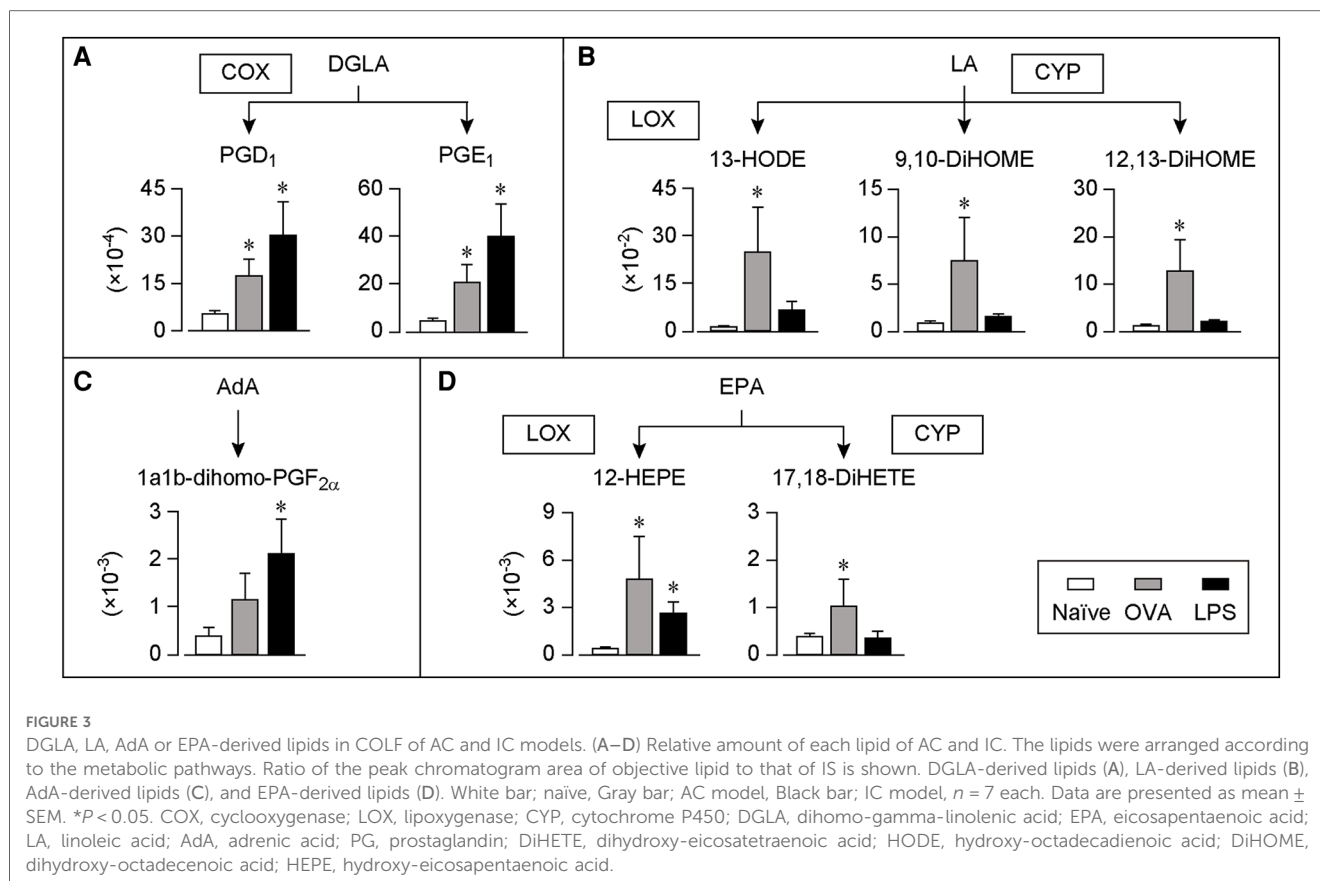 A
COX
DGLA
PGD1
PGE1
45
30
15
0
(×10-4)
*
*
60
40
20
0
*
*
B
LA
CYP
LOX
13-HODE
9,10-DiHOME
12,13-DiHOME
45
30
15
0
(×10-2)
*
15
10
5
0
*
30
20
10
0
*
C
AdA
1a1b-dihomo-PGF2α
3
2
1
0
(×10-3)
*
D
EPA
LOX
CYP
12-HEPE
17,18-DiHETE
9
6
3
0
(×10-3)
*
*
3
2
1
0
*
Naïve OVA LPS
FIGURE 3
DGLA, LA, AdA or EPA-derived lipids in COLF of AC and IC models. (A–D) Relative amount of each lipid of AC and IC. The lipids were arranged according
to the metabolic pathways. Ratio of the peak chromatogram area of objective lipid to that of IS is shown. DGLA-derived lipids (A), LA-derived lipids (B),
AdA-derived lipids (C), and EPA-derived lipids (D). White bar; naïve, Gray bar; AC model, Black bar; IC model, n = 7 each. Data are presented as mean ±
SEM. *P < 0.05. COX, cyclooxygenase; LOX, lipoxygenase; CYP, cytochrome P450; DGLA, dihomo-gamma-linolenic acid; EPA, eicosapentaenoic acid;
LA, linoleic acid; AdA, adrenic acid; PG, prostaglandin; DiHETE, dihydroxy-eicosatetraenoic acid; HODE, hydroxy-octadecadienoic acid; DiHOME,
dihydroxy-octadecenoic acid; HEPE, hydroxy-eicosapentaenoic acid.